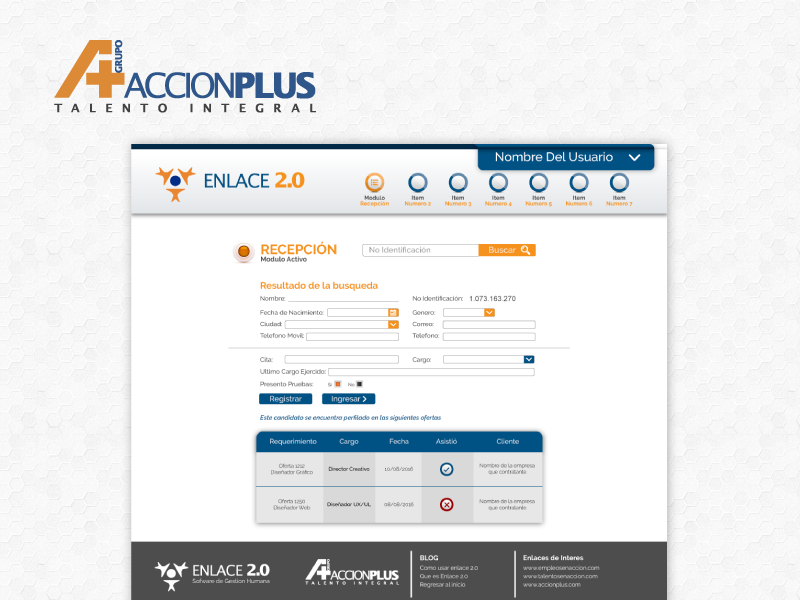 GRUPO
ACCIONPLUS
TALENTO INTEGRAL
Nombre Del Usuario
ENLACE 2.0
Modulo Recepción
Item Numero 2
Item Numero 3
Item Numero 4
Item Numero 5
Item Numero 6
Item Numero 7
RECEPCIÓN
Modulo Activo
No Identificación
Buscar
Resultado de la busqueda
Nombre:
No Identificación: 1.073.163.270
Fecha de Nacimiento:
Genero:
Ciudad:
Correo:
Telefono Movil:
Telefono:
Cita:
Cargo:
Ultimo Cargo Ejercido:
Presento Pruebas: Si No
Registrar
Ingresar
Este candidato se encuentra perfilado en las siguientes ofertas
Requerimiento Cargo Fecha Asistió Cliente
Oferta 1212
Diseñador Gráfico
Director Creativo
10/08/2016
Nombre de la empresa
que contratante
Oferta 1250
Diseñador Web
Diseñador UX/UI.
08/08/2016
Nombre de la empresa
que contratante
ENLACE 2.0
Sofware de Gestion Humana
ACCIONPLUS
TALENTO INTEGRAL
BLOG
Como usar enlace 2.0
Que es Enlace 2.0
Regresar al inicio
Enlaces de Interes
www.empleosenaccion.com
www.talentosenaccion.com
www.accionplus.com